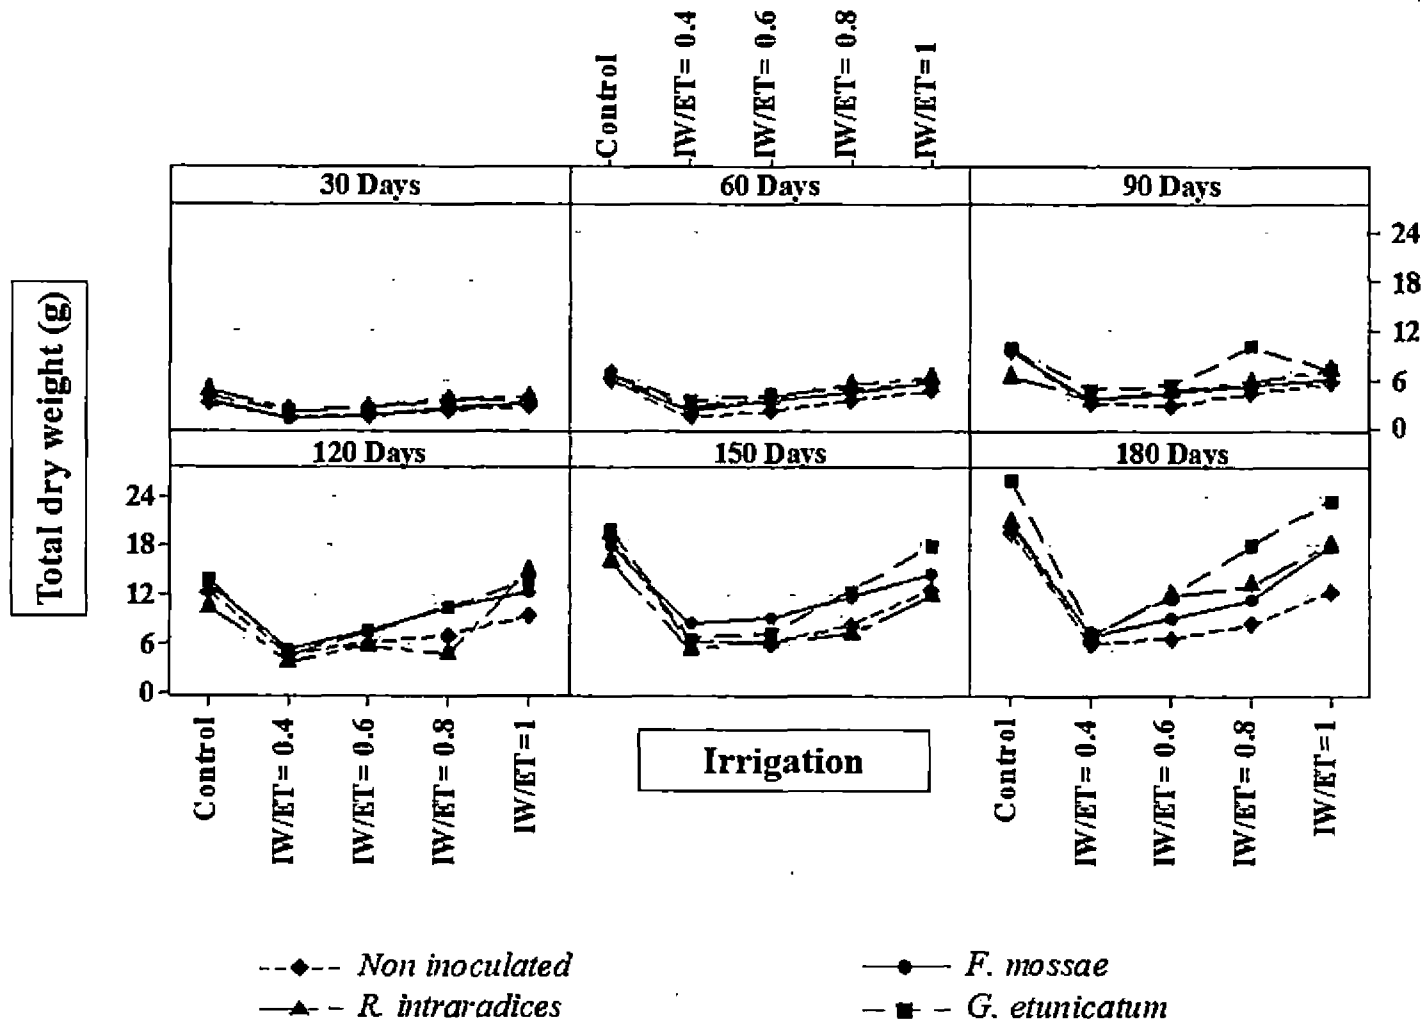 Control
IW/ET= 0.4
IW/ET= 0.6
IW/ET= 0.8
IW/ET=1
30 Days
60 Days
90 Days
24
18
12
6
0
Total dry weight (g)
120 Days
150 Days
180 Days
24
18
12
6
0
Control
IW/ET= 0.4
IW/ET= 0.6
IW/ET= 0.8
IW/ET=1
Irrigation
Control
IW/ET= 0.4
IW/ET= 0.6
IW/ET= 0.8
IW/ET=1
Non inoculated
F. mossae
R. intraradices
G. etunicatum